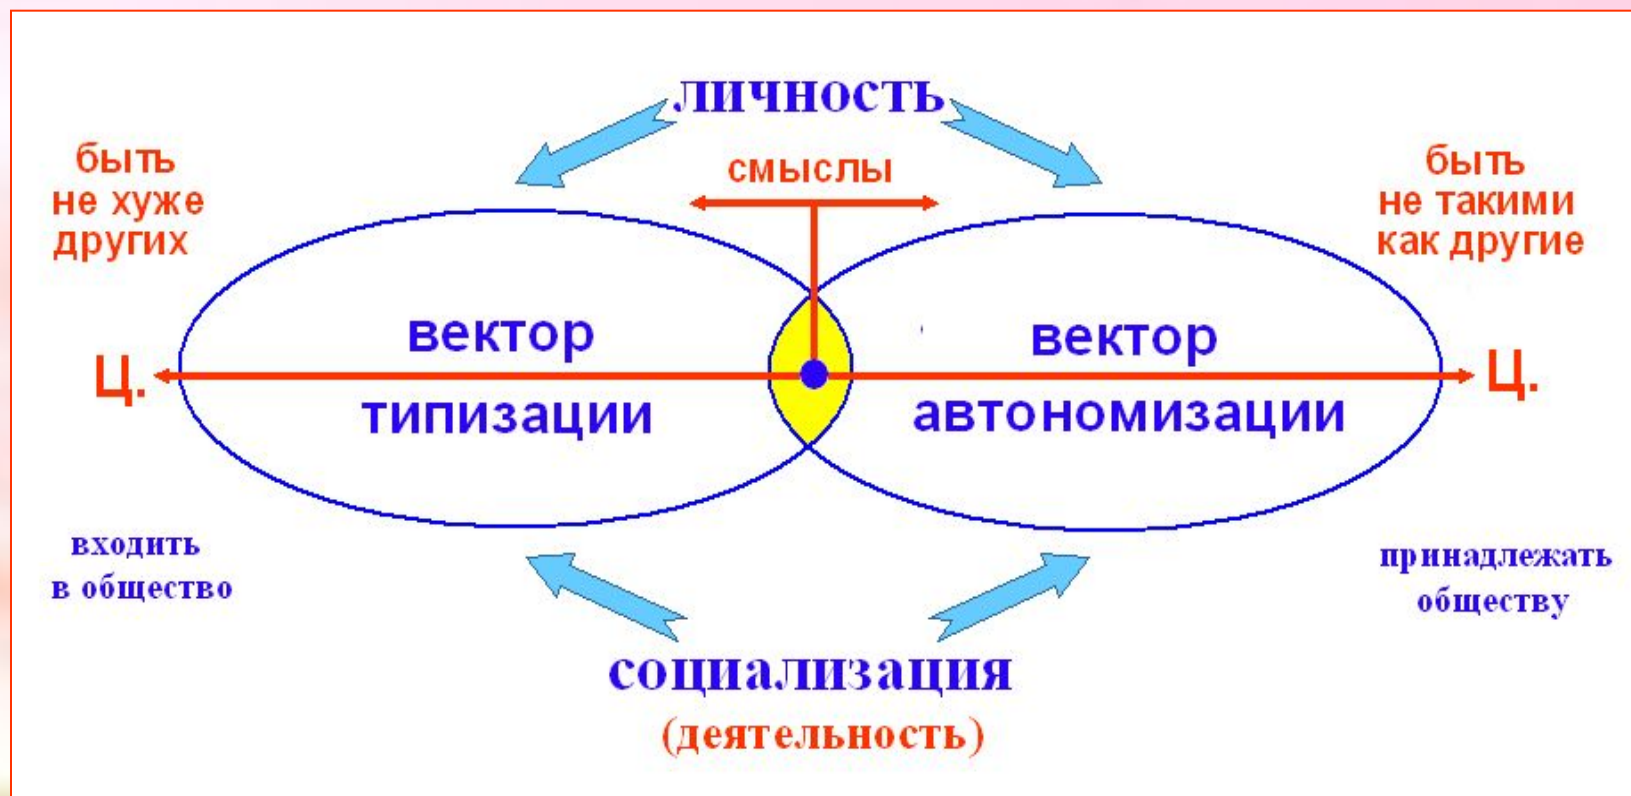 личность
быть
не хуже
других
смыслы
быть
не такими
как другие
вектор
типизации
вектор
автономизации
Ц.
Ц.
входить
в общество
принадлежать
обществу
социализация
(деятельность)